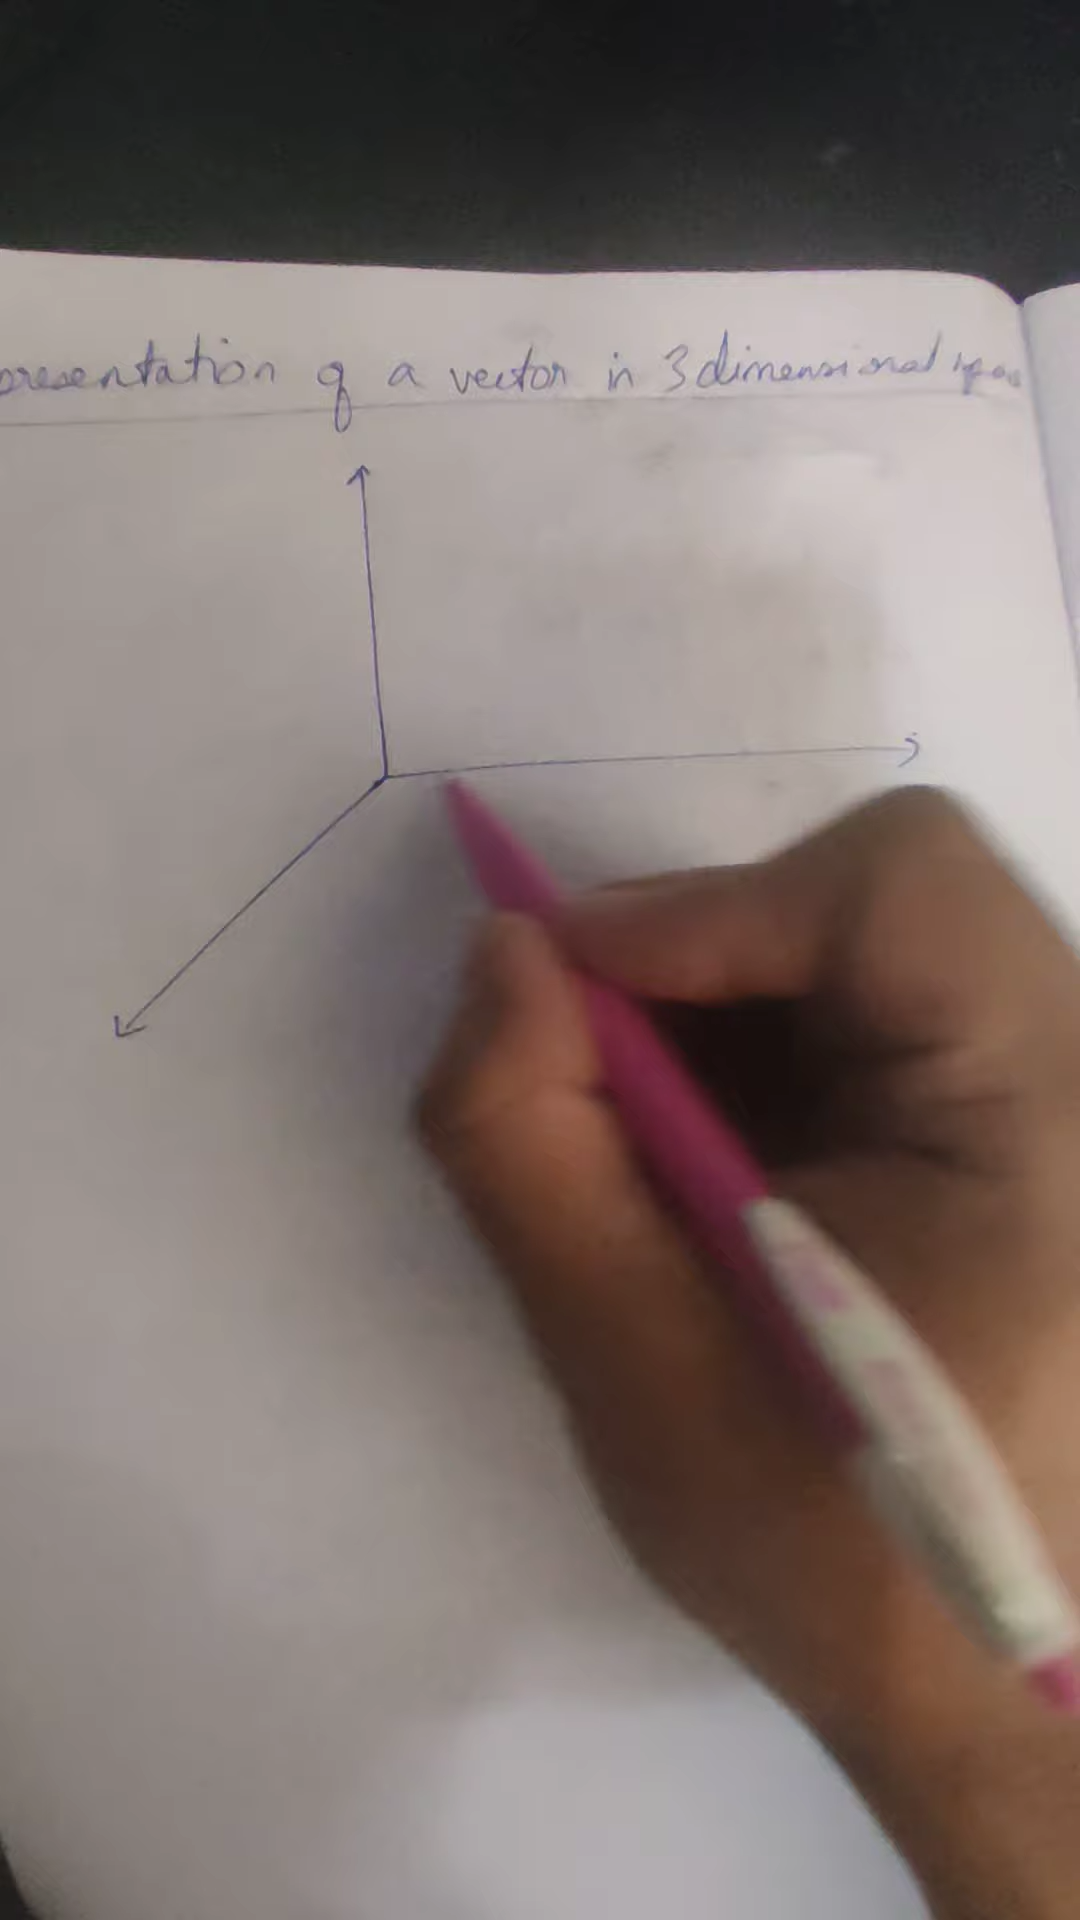 presentation of a vector in 3 dimensional